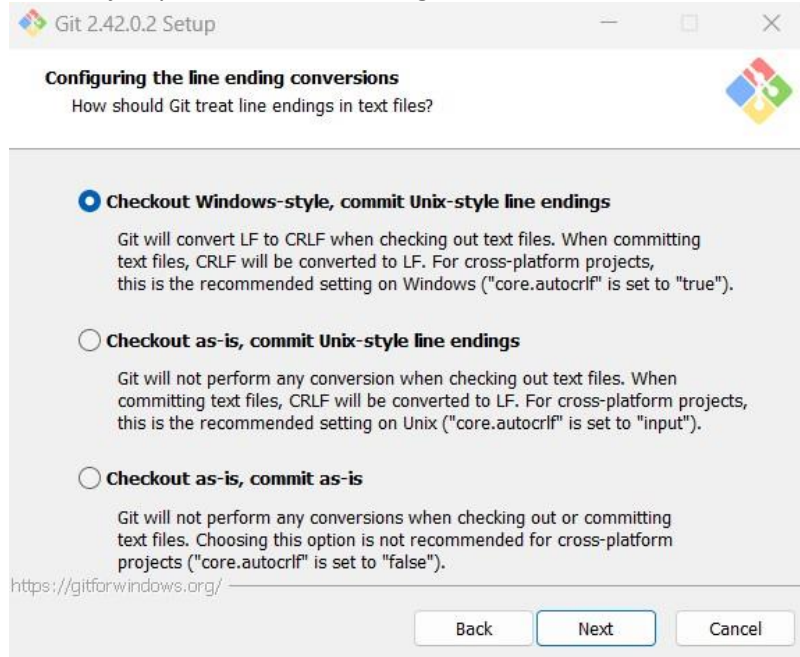 Git 2.42.0.2 Setup
Configuring the line ending conversions
How should Git treat line endings in text files?
Checkout Windows-style, commit Unix-style line endings
Git will convert LF to CRLF when checking out text files. When committing
text files, CRLF will be converted to LF. For cross-platform projects,
this is the recommended setting on Windows ("core.autocrlf" is set to "true").
Checkout as-is, commit Unix-style line endings
Git will not perform any conversion when checking out text files. When
committing text files, CRLF will be converted to LF. For cross-platform projects,
this is the recommended setting on Unix ("core.autocrlf" is set to "input").
Checkout as-is, commit as-is
Git will not perform any conversions when checking out or committing
text files. Choosing this option is not recommended for cross-platform
projects ("core.autocrlf" is set to "false").
https://gitforwindows.org/
Back Next Cancel